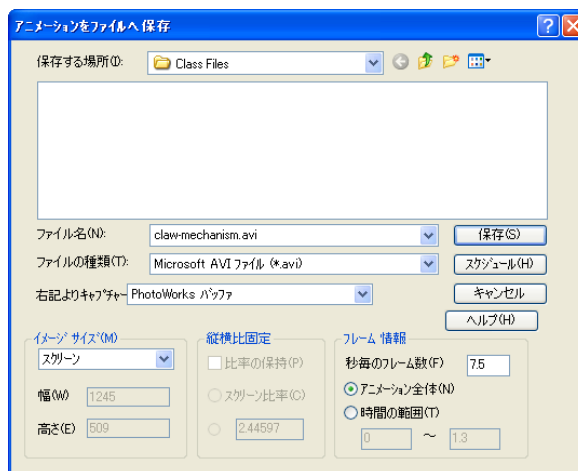 アニメーションをファイルへ保存
保存する場所(I): Class Files
ファイル名(N): claw-mechanism.avi 保存(S)
ファイルの種類(T): Microsoft AVI ファイル (*.avi) スケジュール(H)
右記よりキャプチャー PhotoWorks バッファ キャンセル
ヘルプ(H)
イメージ サイズ(M) 縦横比固定 フレーム 情報
スクリーン 比率の保持(P) 秒毎のフレーム数(F) 7.5
幅(W) 1245 スクリーン比率(C) アニメーション全体(N)
高さ(E) 509 2.44597 時間の範囲(T)
0 ～ 1.3